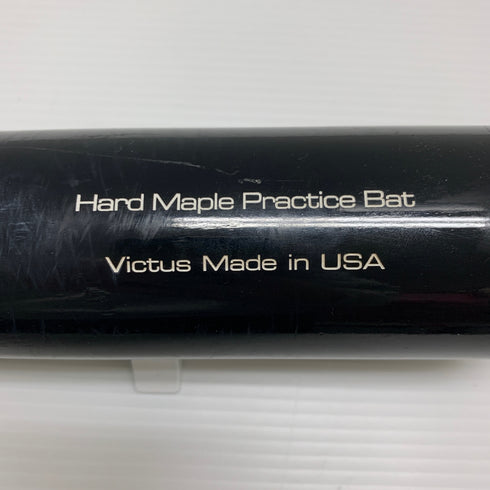 Hard Maple Practice Bat
Victus Made in USA